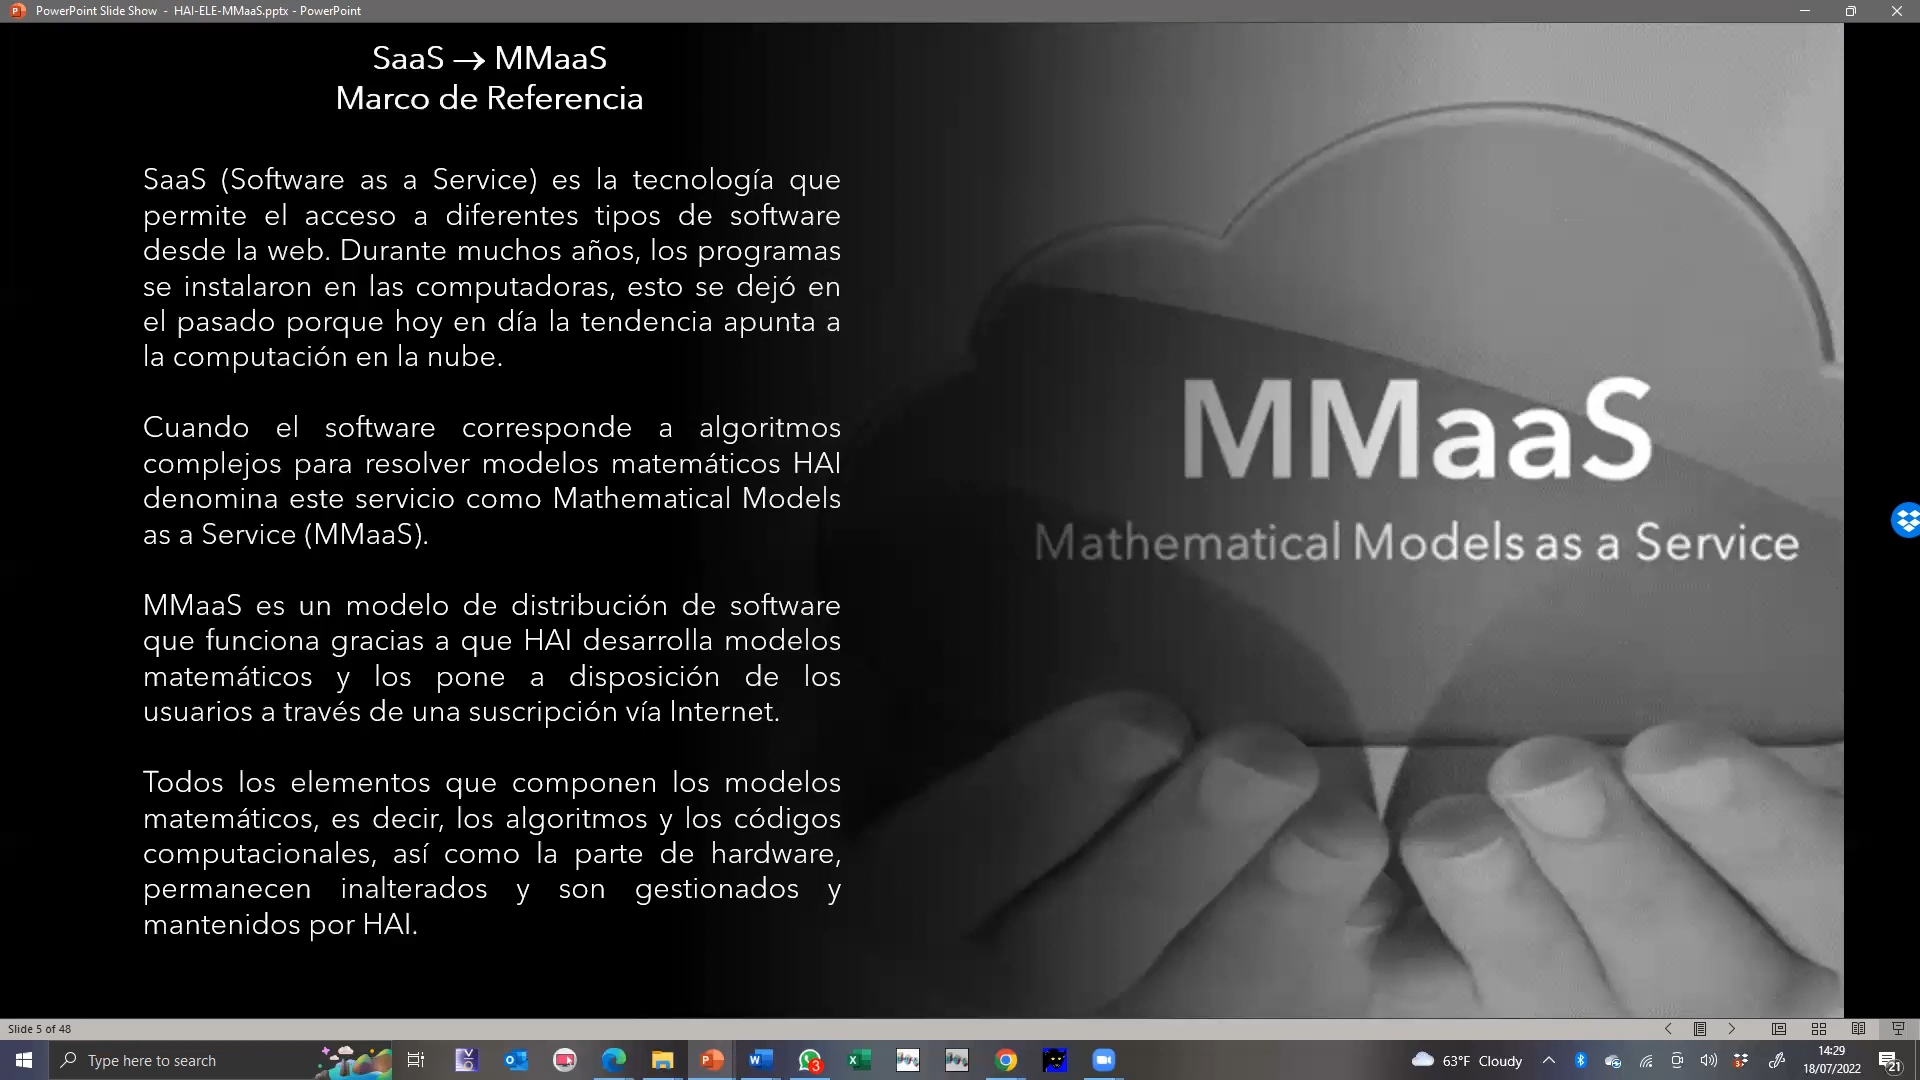 PowerPoint Slide Show - HAI-ELE-MMaaS.pptx - PowerPoint
SaaS → MMaaS
Marco de Referencia
SaaS (Software as a Service) es la tecnología que
permite el acceso a diferentes tipos de software
desde la web. Durante muchos años, los programas
se instalaron en las computadoras, esto se dejó en
el pasado porque hoy en día la tendencia apunta a
la computación en la nube.
Cuando el software corresponde a algoritmos
complejos para resolver modelos matemáticos HAI
denomina este servicio como Mathematical Models
as a Service (MMaaS).
MMaaS es un modelo de distribución de software
que funciona gracias a que HAI desarrolla modelos
matemáticos y los pone a disposición de los
usuarios a través de una suscripción vía Internet.
Todos los elementos que componen los modelos
matemáticos, es decir, los algoritmos y los códigos
computacionales, así como la parte de hardware,
permanecen inalterados y son gestionados y
mantenidos por HAI.
MMaaS
Mathematical Models as a Service
Slide 5 of 48
Type here to search
3
63°F Cloudy
14:29
18/07/2022
21